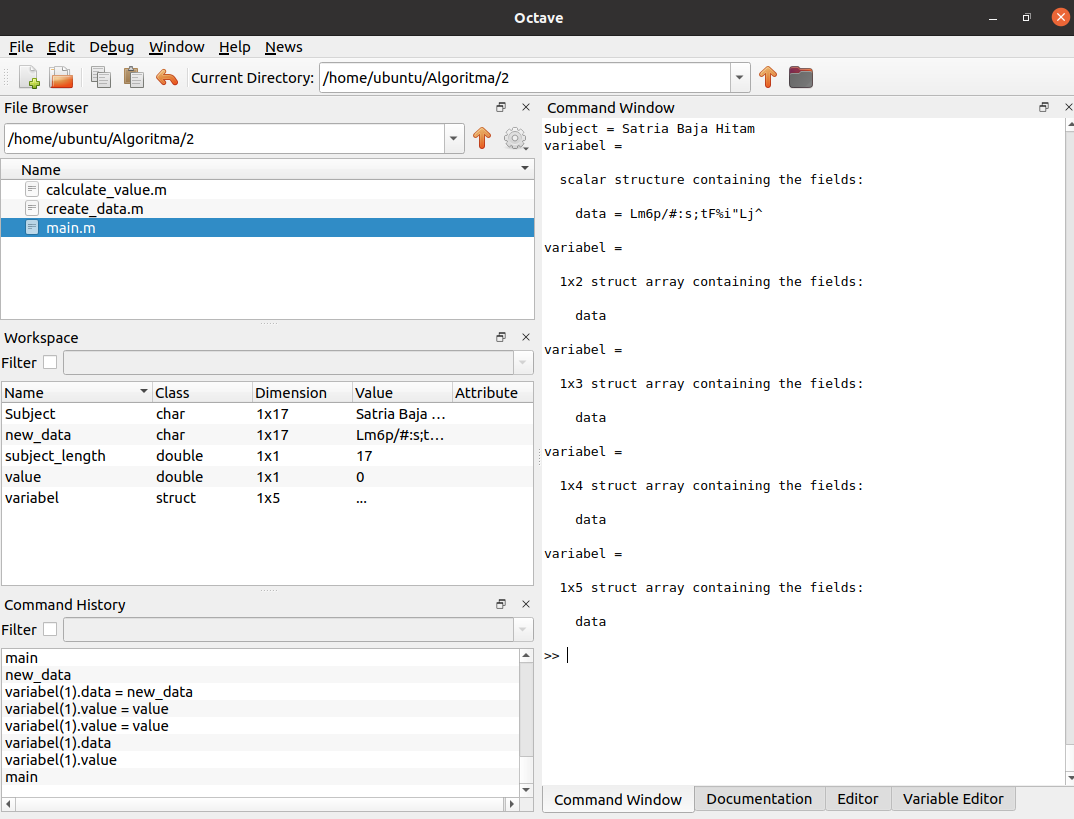 Octave
File Edit Debug Window Help News
Current Directory: /home/ubuntu/Algoritma/2
File Browser
/home/ubuntu/Algoritma/2
Name
calculate_value.m
create_data.m
main.m
Workspace
Filter
Name Class Dimension Value Attribute
Subject char 1x17 Satria Baja ...
new_data char 1x17 Lm6p/#:s;t...
subject_length double 1x1 17
value double 1x1 0
variabel struct 1x5 ...
Command History
Filter
main
new_data
variabel(1).data = new_data
variabel(1).value = value
variabel(1).value = value
variabel(1).data
variabel(1).value
main
Command Window
Subject = Satria Baja Hitam
variabel =
scalar structure containing the fields:
data = Lm6p/#:s;tF%i"Lj^
variabel =
1x2 struct array containing the fields:
data
variabel =
1x3 struct array containing the fields:
data
variabel =
1x4 struct array containing the fields:
data
variabel =
1x5 struct array containing the fields:
data
>>
Command Window Documentation Editor Variable Editor